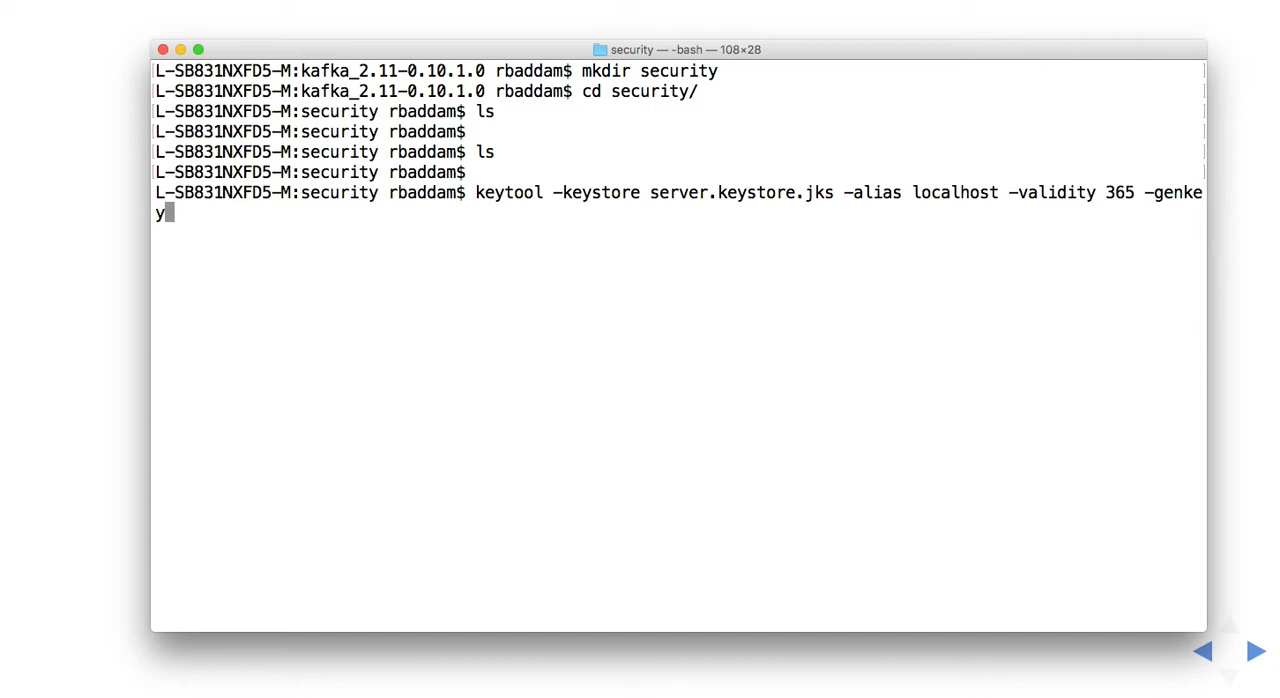 security — -bash — 108×28
L-SB831NXFD5-M:kafka_2.11-0.10.1.0 rbaddam$ mkdir security
L-SB831NXFD5-M:kafka_2.11-0.10.1.0 rbaddam$ cd security/
L-SB831NXFD5-M:security rbaddam$ ls
L-SB831NXFD5-M:security rbaddam$
L-SB831NXFD5-M:security rbaddam$ ls
L-SB831NXFD5-M:security rbaddam$
L-SB831NXFD5-M:security rbaddam$ keytool -keystore server.keystore.jks -alias localhost -validity 365 -genke
y